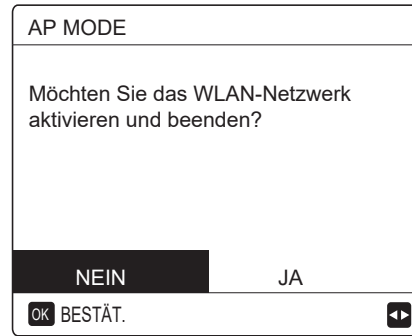 AP MODE
Möchten Sie das WLAN-Netzwerk
aktivieren und beenden?
NEIN JA
OK BESTÄT.